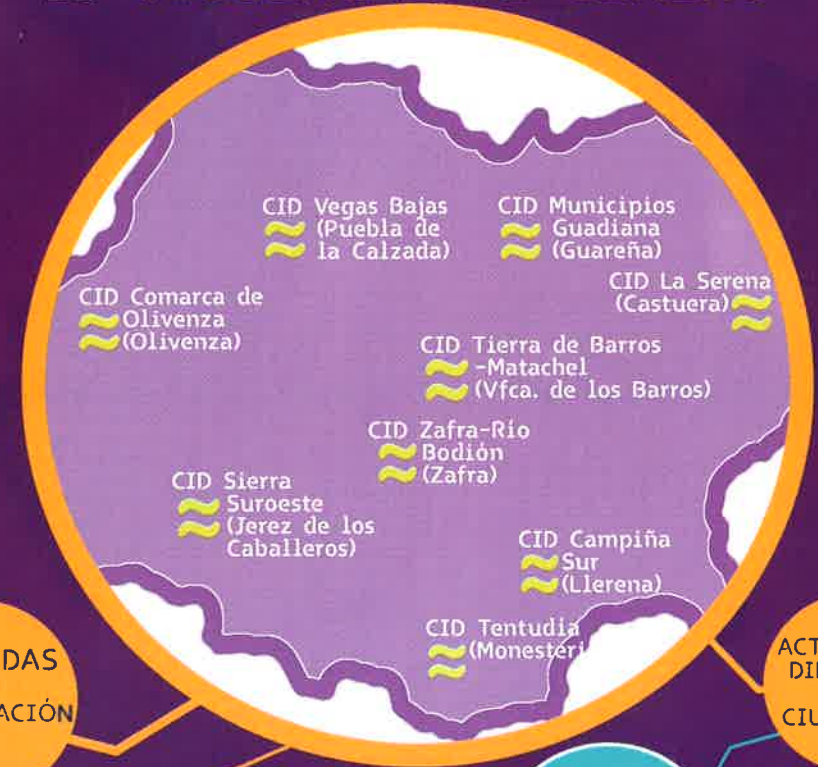 CID Vegas Bajas
(Puebla de
la Calzada)
CID Municipios
Guadiana
(Guareña)
CID La Serena
(Castuera)
CID Comarca de
Olivenza
(Olivenza)
CID Tierra de Barros
-Matachel
(Vfca. de los Barros)
CID Zafra-Río
Bodión
(Zafra)
CID Sierra
Suroeste
(Jerez de los
Caballeros)
CID Campiña
Sur
(Llerena)
CID Tentudia
(Monesteri
DAS
ACIÓN
ACT
DI
CIU